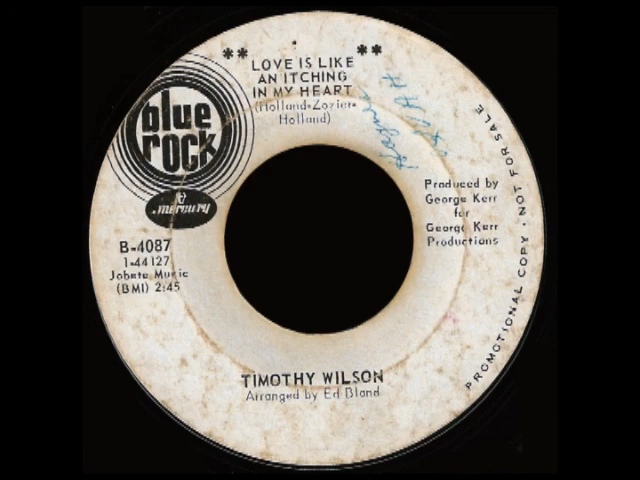 ** **
LOVE IS LIKE
AN ITCHING
IN MY HEART
(Holland-Zozier-
Holland)
blue
rock
mercury
Produced by
George Kerr
for
George Kerr
Productions
B-4087
1-44127
Jobete Music
(BMI) 2:45
PROMOTIONAL COPY • NOT FOR SALE
TIMOTHY WILSON
Arranged by Ed Bland